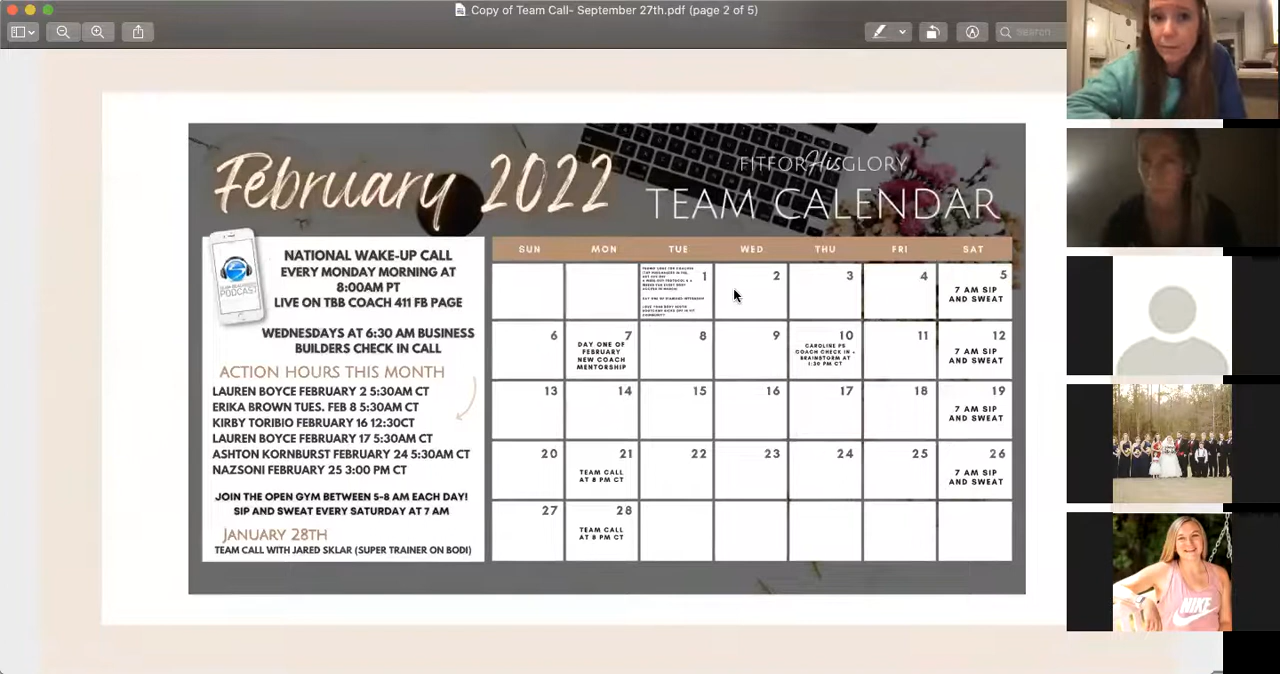 Copy of Team Call- September 27th.pdf (page 2 of 5)
Search
February 2022
FITFORHisGLORY
TEAM CALENDAR
NATIONAL WAKE-UP CALL
EVERY MONDAY MORNING AT
8:00AM PT
LIVE ON TBB COACH 411 FB PAGE
WEDNESDAYS AT 6:30 AM BUSINESS
BUILDERS CHECK IN CALL
ACTION HOURS THIS MONTH
LAUREN BOYCE FEBRUARY 2 5:30AM CT
ERIKA BROWN TUES. FEB 8 5:30AM CT
KIRBY TORIBIO FEBRUARY 16 12:30CT
LAUREN BOYCE FEBRUARY 17 5:30AM CT
ASHTON KORNBURST FEBRUARY 24 5:30AM CT
NAZSONI FEBRUARY 25 3:00 PM CT
JOIN THE OPEN GYM BETWEEN 5-8 AM EACH DAY!
SIP AND SWEAT EVERY SATURDAY AT 7 AM
JANUARY 28TH
TEAM CALL WITH JARED SKLAR (SUPER TRAINER ON BODI)
PODCAST
SUN MON TUE WED THU FRI SAT
1 2 3 4 5
7 AM SIP
AND SWEAT
6 7 8 9 10 11 12
DAY ONE OF
FEBRUARY
NEW COACH
MENTORSHIP
CAROLINE P5
COACH CHECK IN +
BRAINSTORM AT
1:30 PM CT
7 AM SIP
AND SWEAT
13 14 15 16 17 18 19
7 AM SIP
AND SWEAT
20 21 22 23 24 25 26
TEAM CALL
AT 8 PM CT
7 AM SIP
AND SWEAT
27 28
TEAM CALL
AT 8 PM CT
NIKE